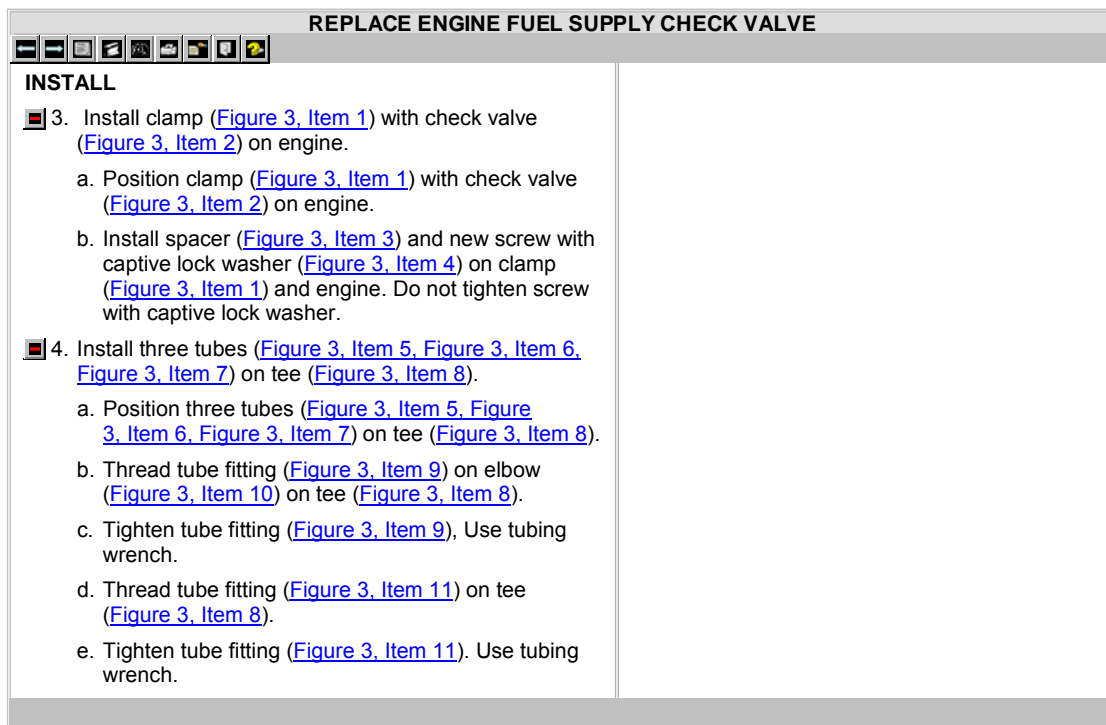 REPLACE ENGINE FUEL SUPPLY CHECK VALVE
INSTALL
3. Install clamp (Figure 3, Item 1) with check valve
(Figure 3, Item 2) on engine.
a. Position clamp (Figure 3, Item 1) with check valve
(Figure 3, Item 2) on engine.
b. Install spacer (Figure 3, Item 3) and new screw with
captive lock washer (Figure 3, Item 4) on clamp
(Figure 3, Item 1) and engine. Do not tighten screw
with captive lock washer.
4. Install three tubes (Figure 3, Item 5, Figure 3, Item 6,
Figure 3, Item 7) on tee (Figure 3, Item 8).
a. Position three tubes (Figure 3, Item 5, Figure
3, Item 6, Figure 3, Item 7) on tee (Figure 3, Item 8).
b. Thread tube fitting (Figure 3, Item 9) on elbow
(Figure 3, Item 10) on tee (Figure 3, Item 8).
c. Tighten tube fitting (Figure 3, Item 9), Use tubing
wrench.
d. Thread tube fitting (Figure 3, Item 11) on tee
(Figure 3, Item 8).
e. Tighten tube fitting (Figure 3, Item 11). Use tubing
wrench.